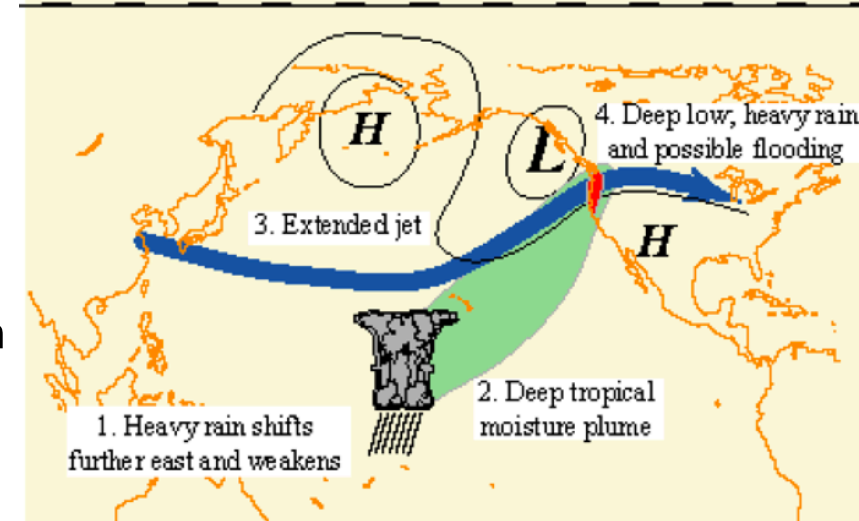 H
L
4. Deep low, heavy rain
and possible flooding
3. Extended jet
H
2. Deep tropical
moisture plume
1. Heavy rain shifts
further east and weakens